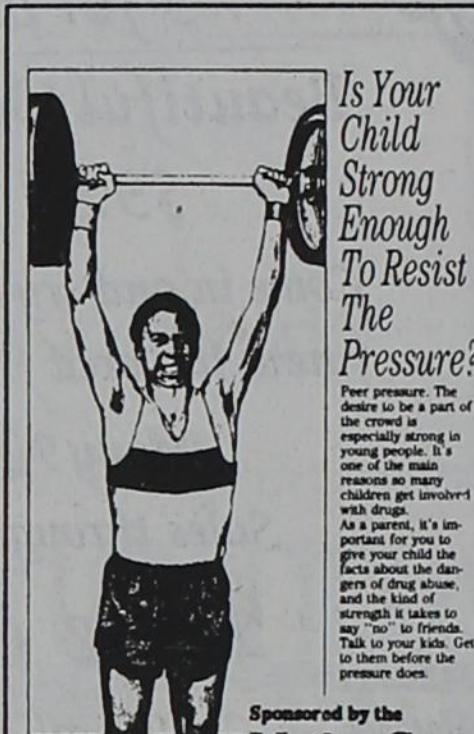 Is Your
Child
Strong
Enough
To Resist
The
Pressure?
Peer pressure. The
desire to be a part of
the crowd is
especially strong in
young people. It's
one of the main
reasons so many
children get involved
with drugs.
As a parent, it's im-
portant for you to
give your child the
facts about the dan-
gers of drug abuse,
and the kind of
strength it takes to
say "no" to friends.
Talk to your kids. Get
to them before the
pressure does.
Sponsored by the